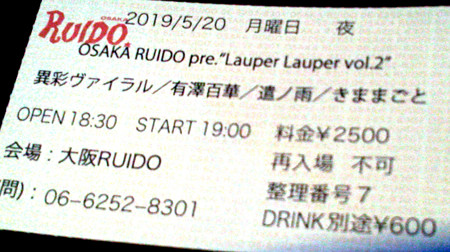 OSAKA
RUIDO
2019/5/20 月曜日 夜
OSAKA RUIDO pre.“Lauper Lauper vol.2”
異彩ヴァイラル／有澤百華／遣ノ雨／きままごと
OPEN 18:30 START 19:00 料金¥2500
会場：大阪RUIDO 再入場 不可
整理番号７
問)：06-6252-8301
DRINK別途¥600